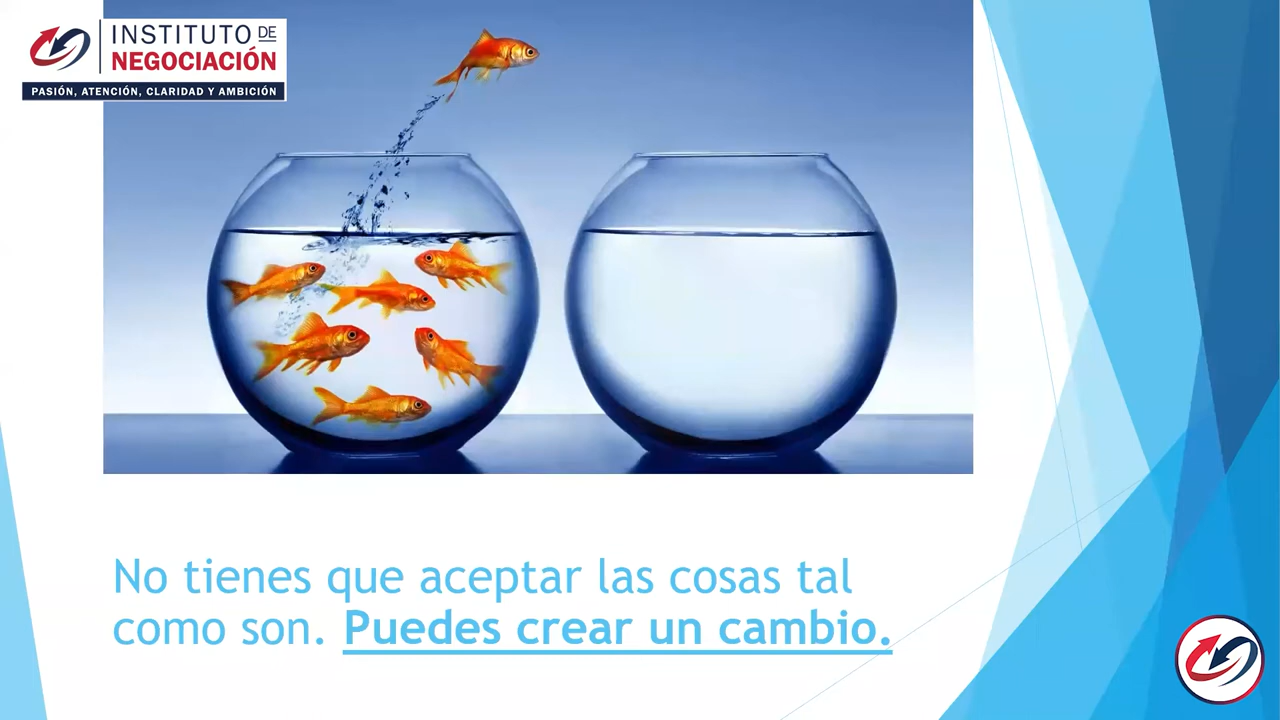 INSTITUTO DE
NEGOCIACIÓN
PASIÓN, ATENCIÓN, CLARIDAD Y AMBICIÓN
No tienes que aceptar las cosas tal
como son. Puedes crear un cambio.